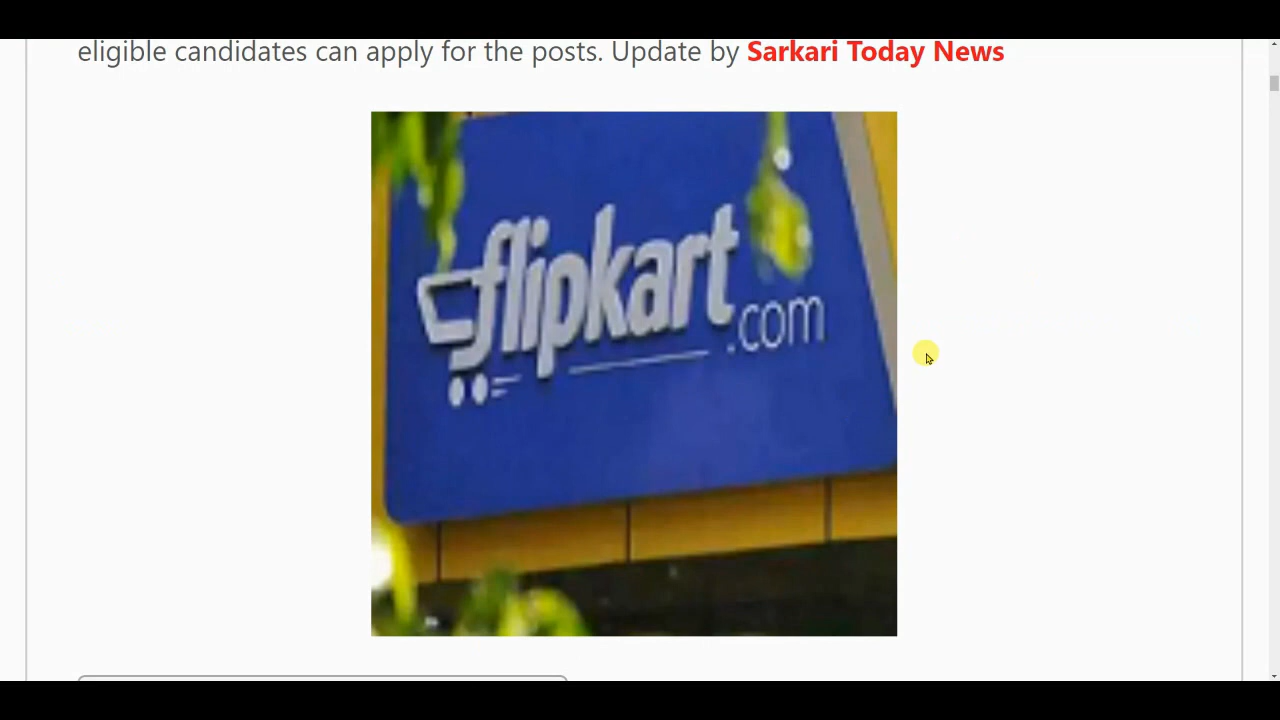 eligible candidates can apply for the posts. Update by Sarkari Today News
flipkart
.com